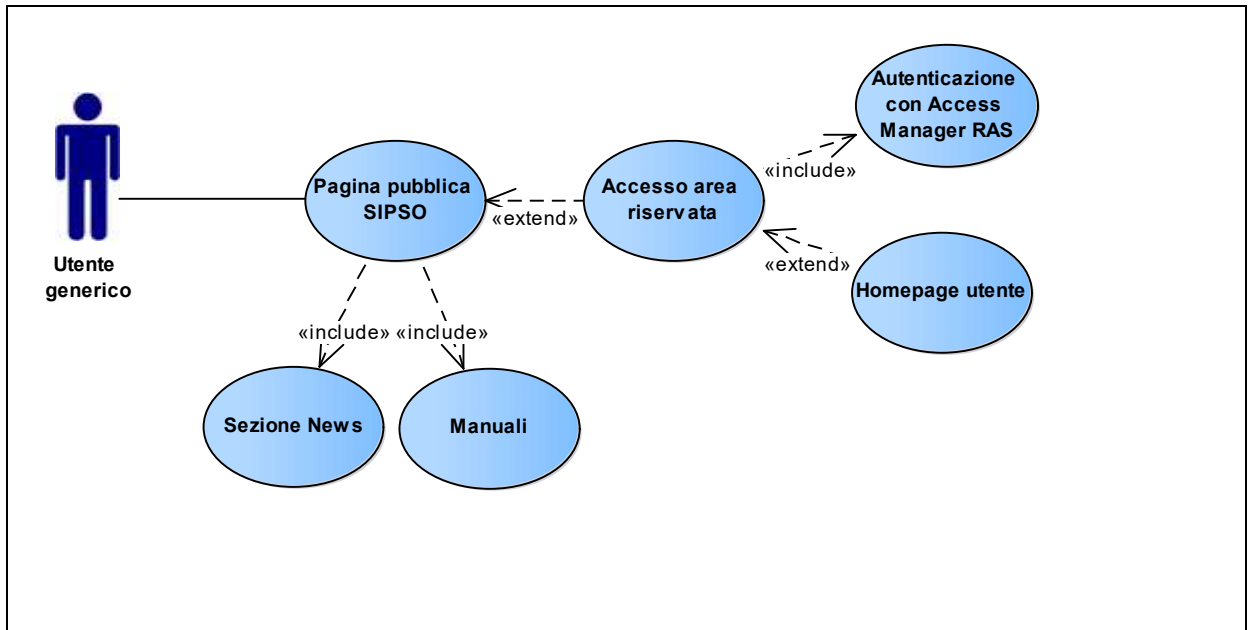 Autenticazione
con Access
Manager RAS
«include»
Pagina pubblica
SIPSO
«extend»
Accesso area
riservata
«extend»
Homepage utente
Utente
generico
«include»
«include»
Sezione News
Manuali